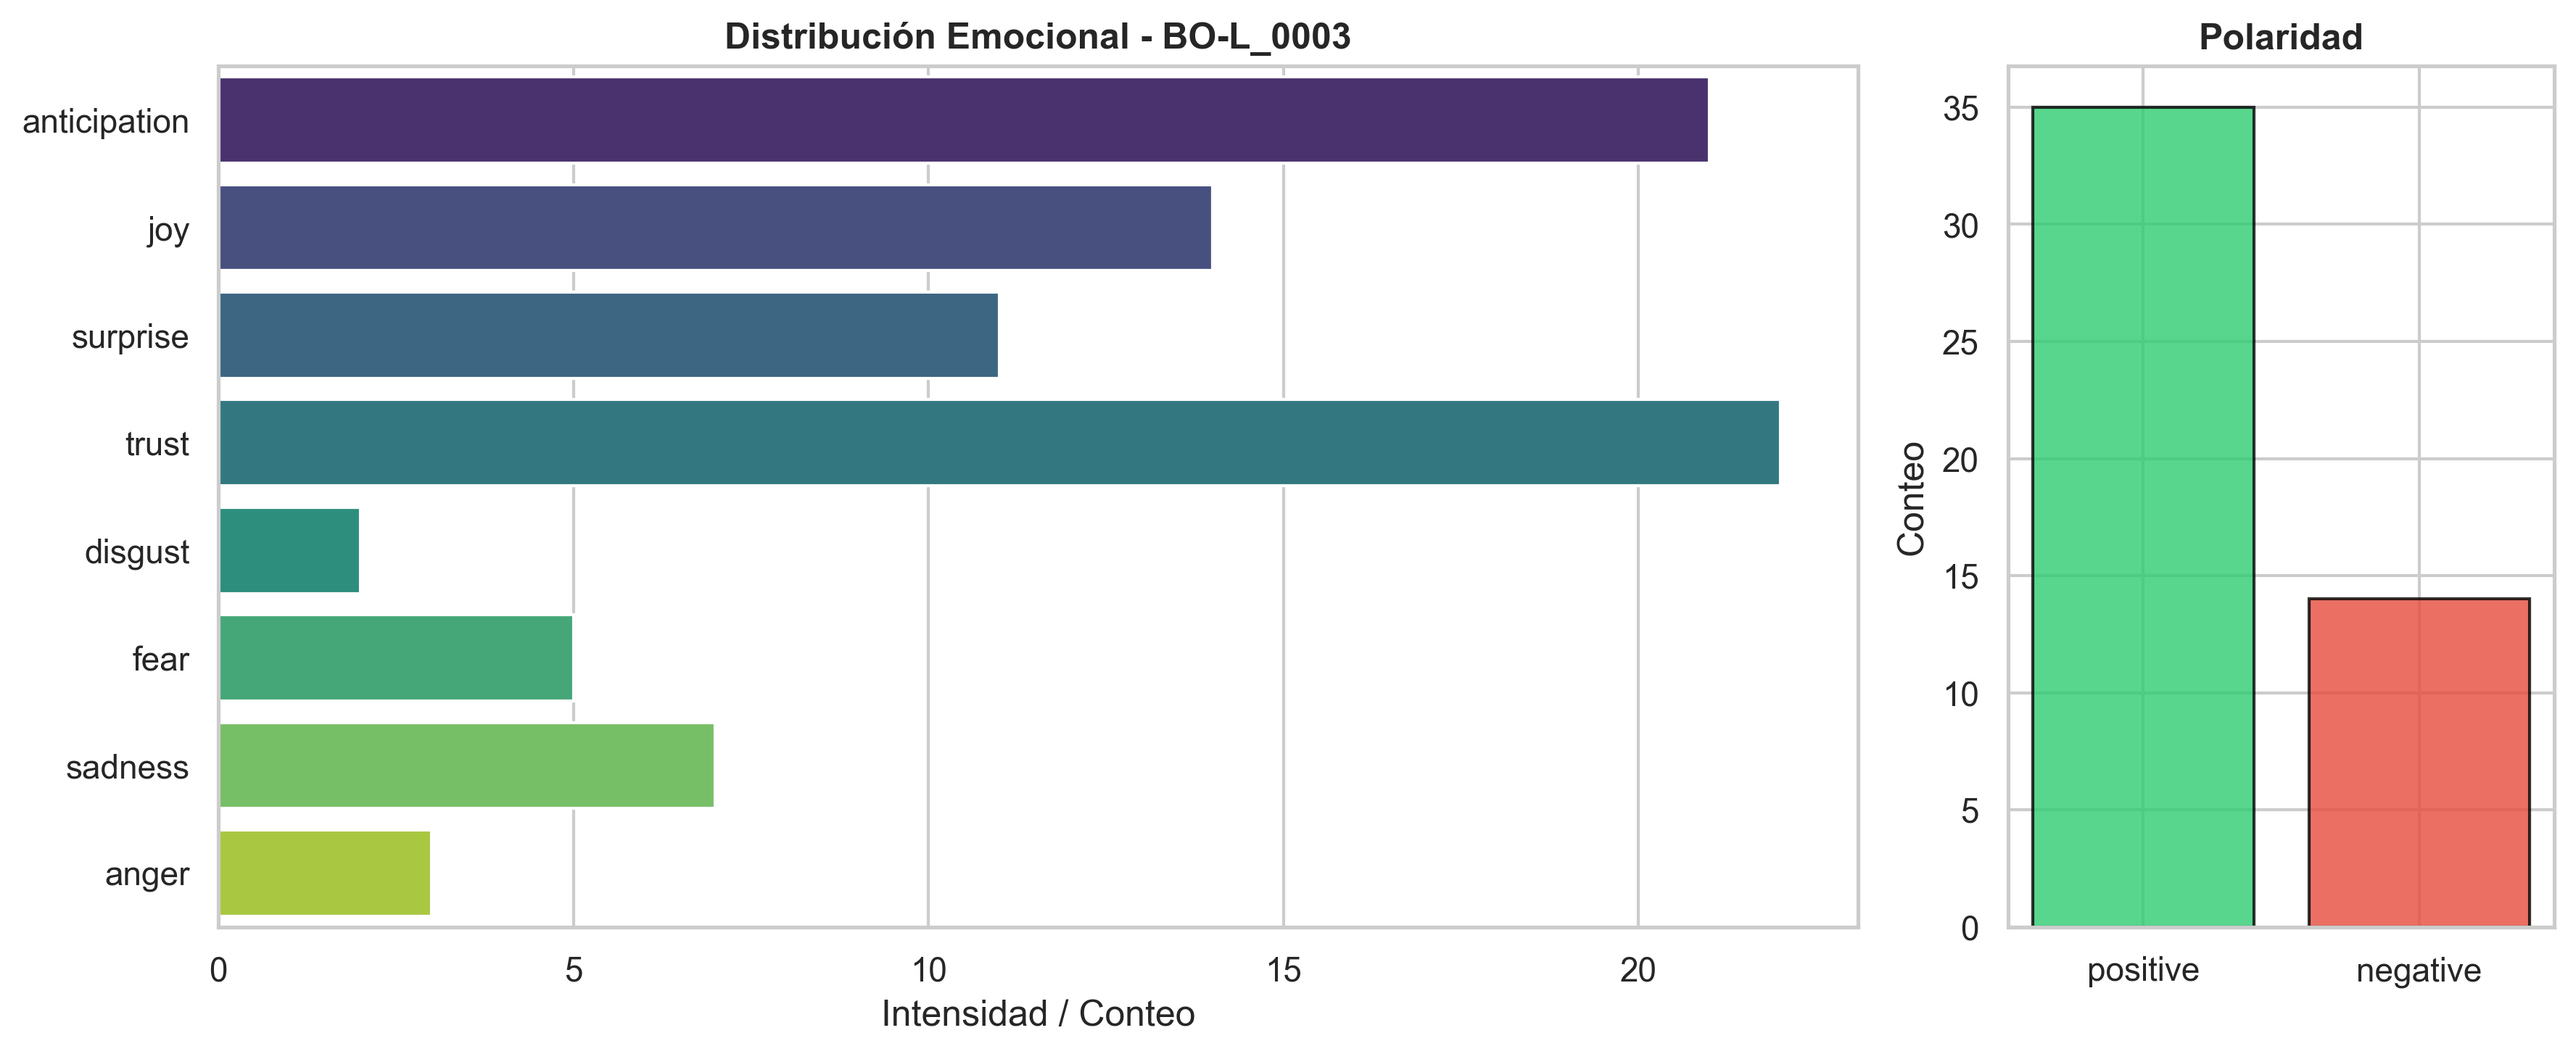 Distribución Emocional - BO-L_0003
anticipation
joy
surprise
trust
disgust
fear
sadness
anger
0 5 10 15 20
Intensidad / Conteo
Polaridad
Conteo
35
30
25
20
15
10
5
0
positive negative